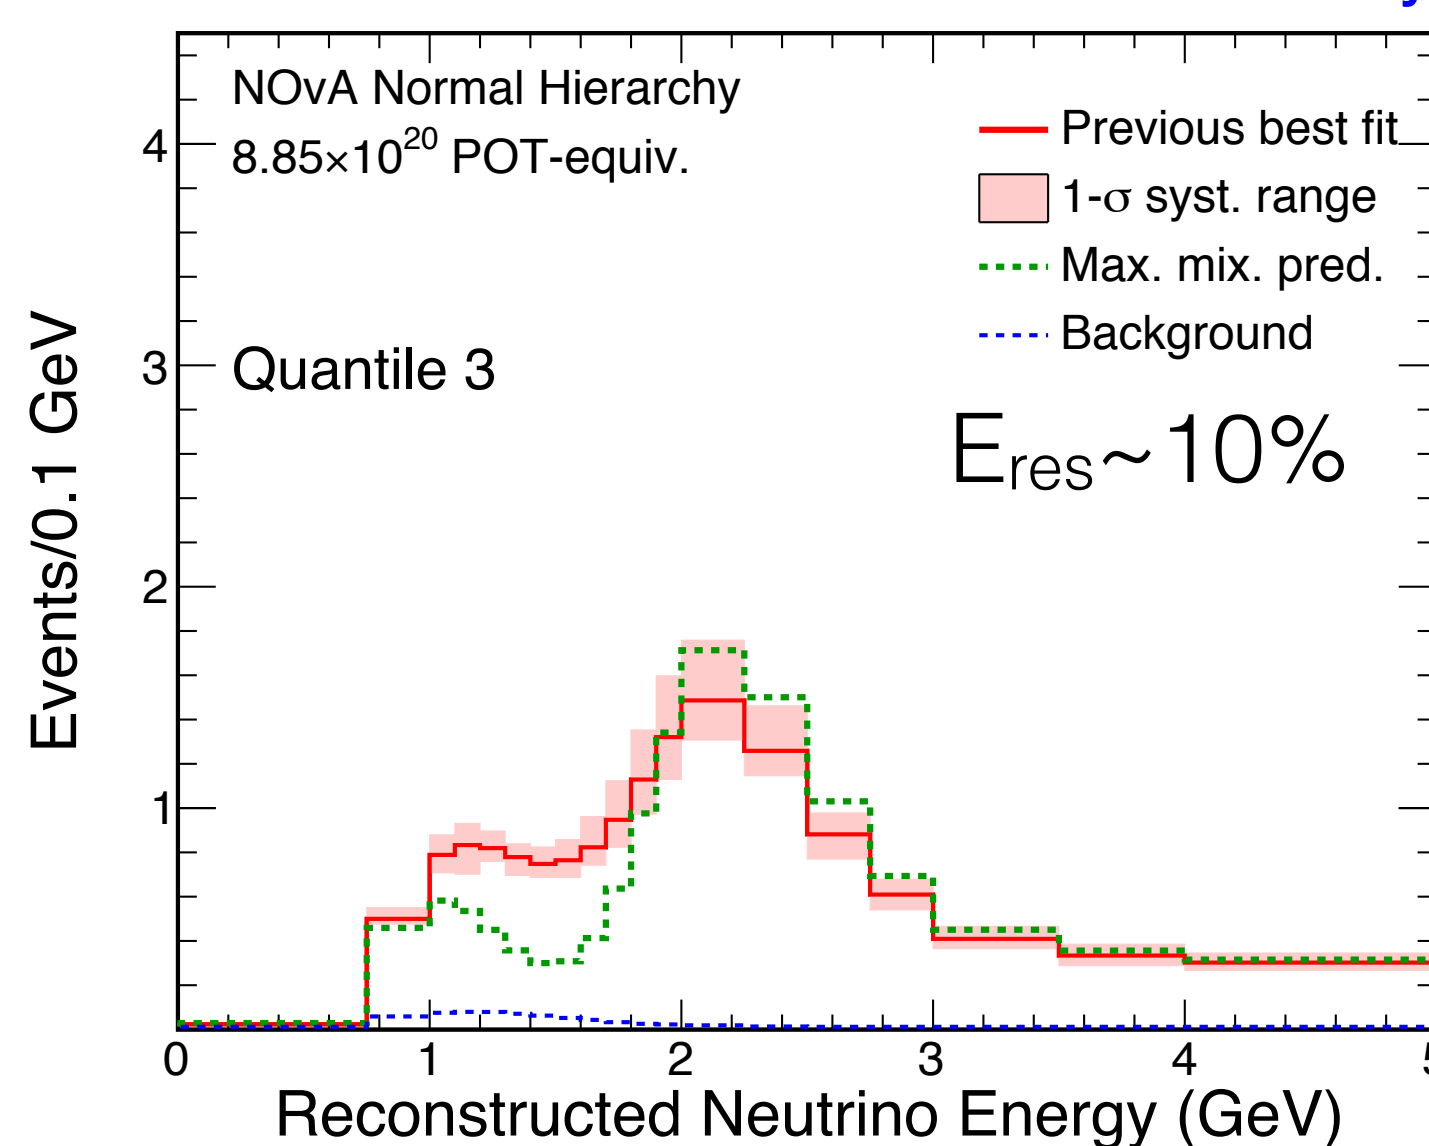 NOvA Normal Hierarchy
8.85×10²⁰ POT-equiv.
Previous best fit
1-σ syst. range
Max. mix. pred.
Background
Quantile 3
E_res~10%
Events/0.1 GeV
4
3
2
1
0 1 2 3 4
Reconstructed Neutrino Energy (GeV)